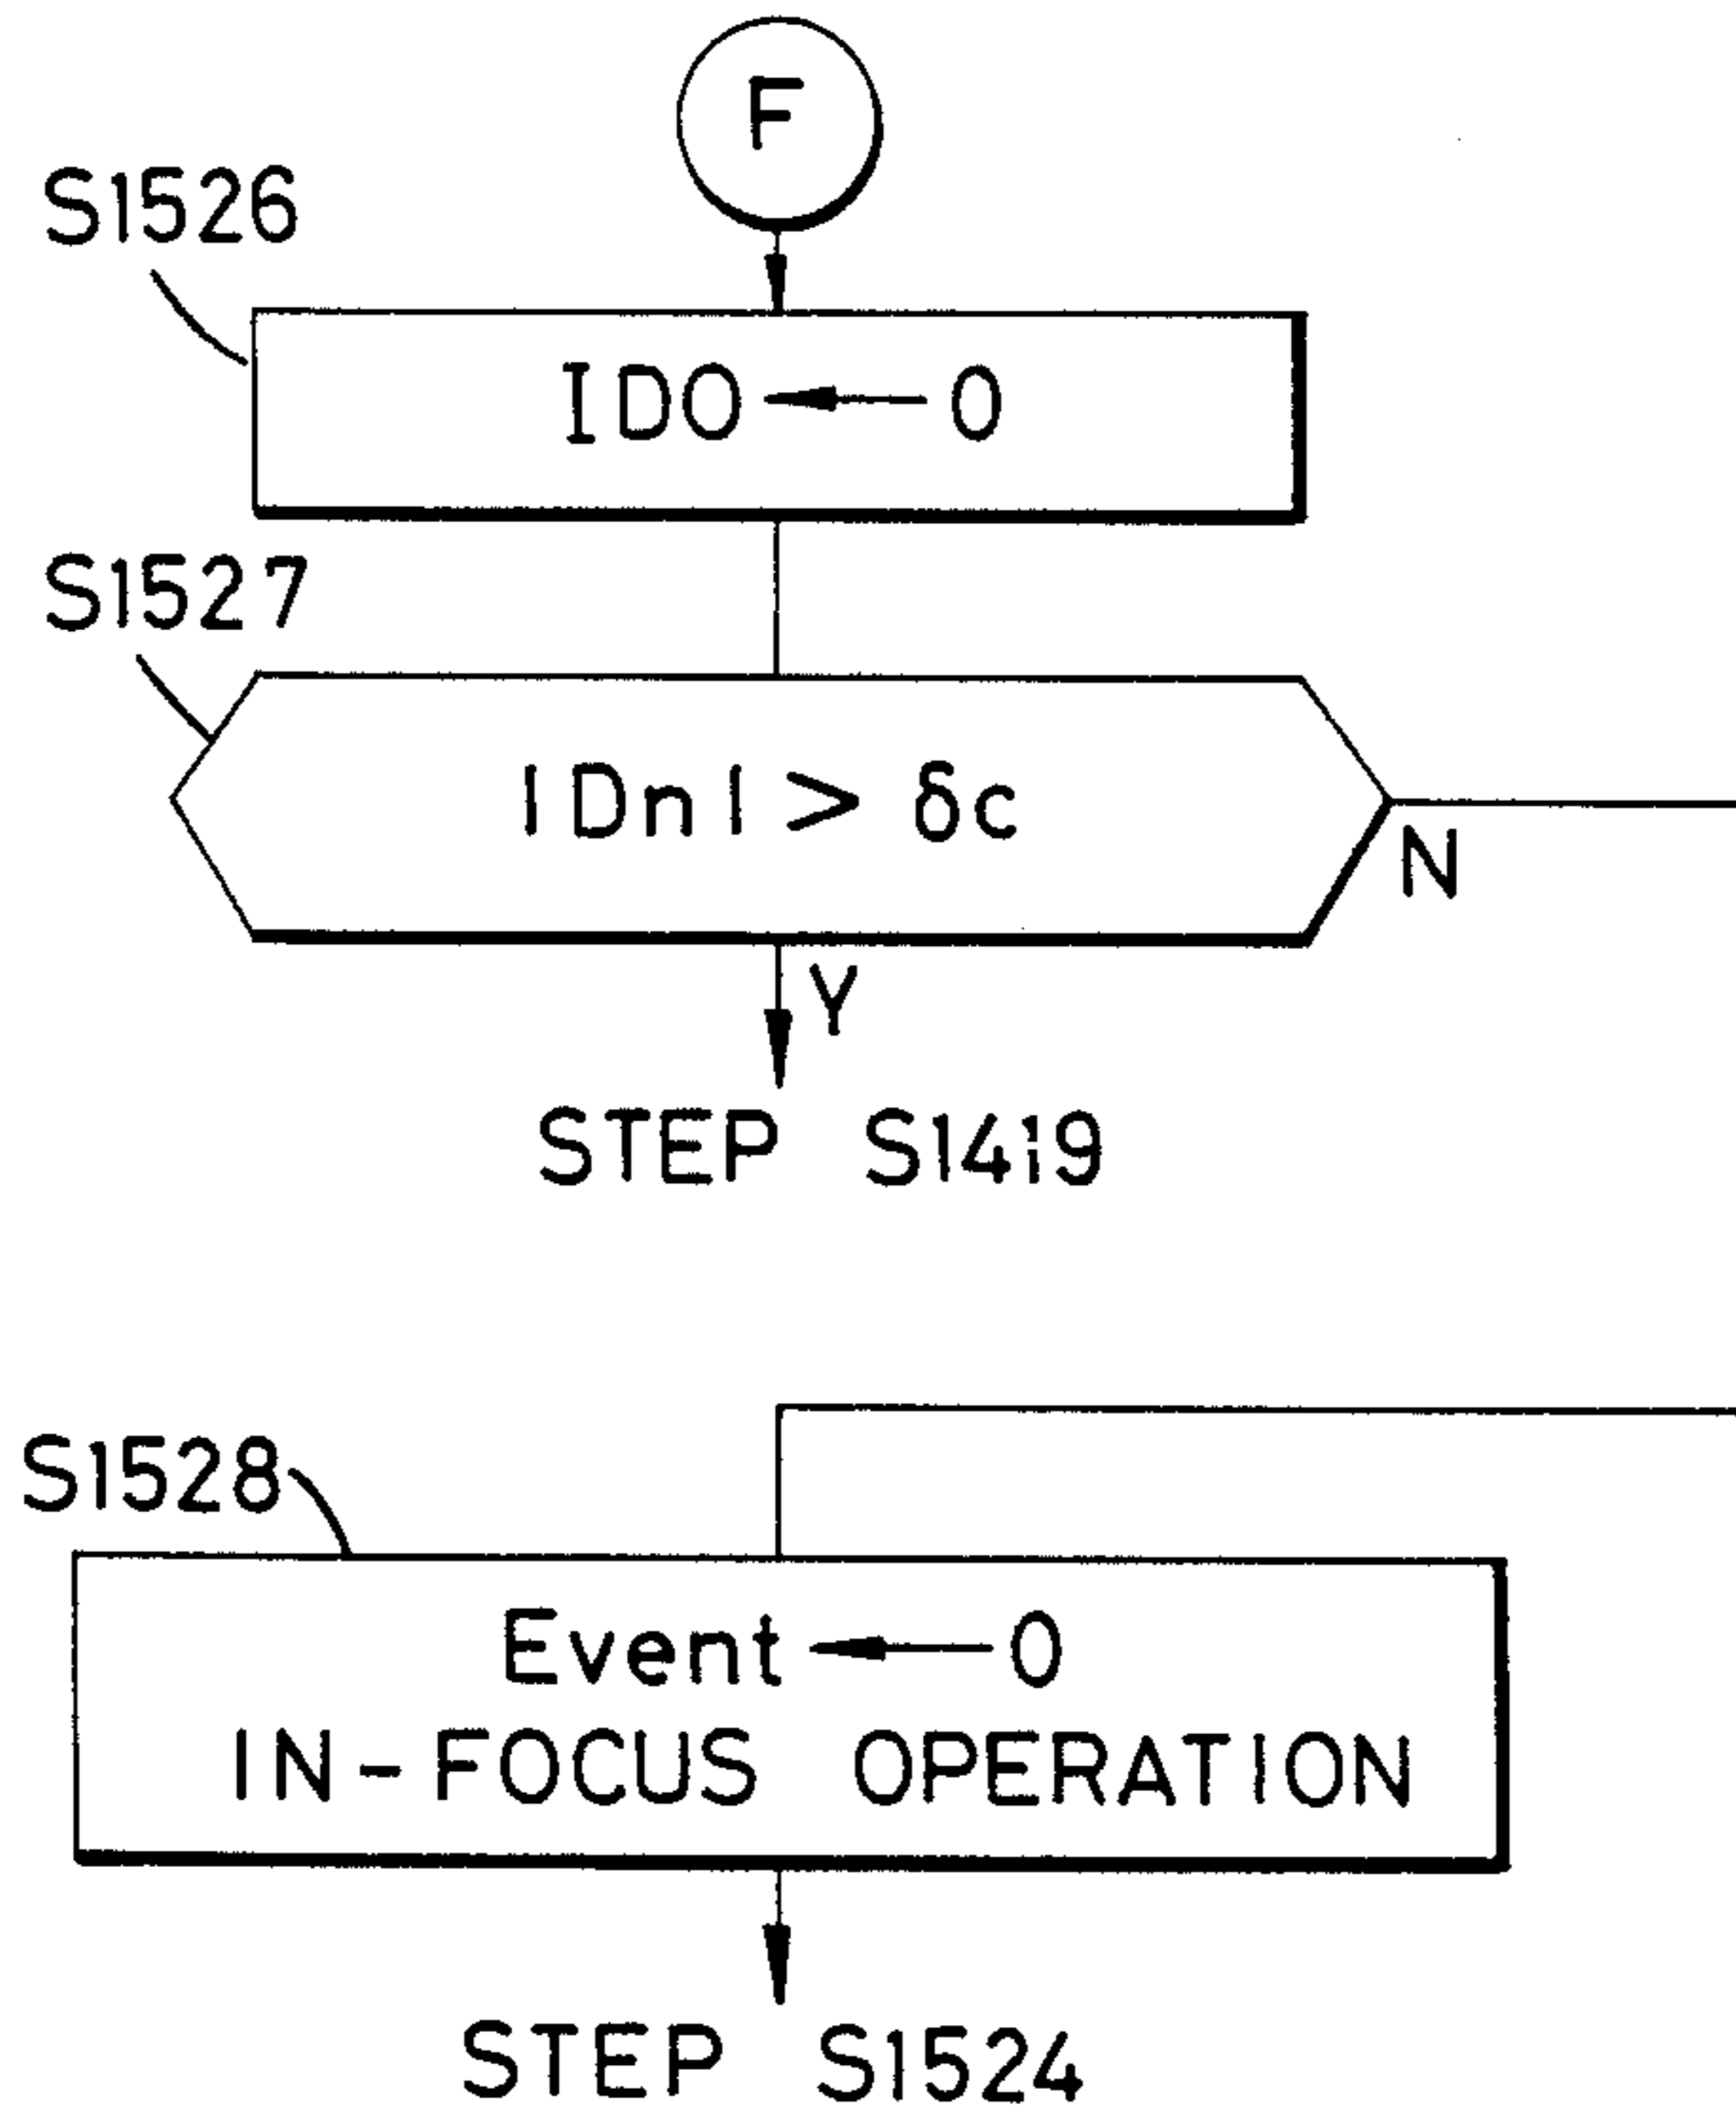 F
S1526
IDO ← 0
S1527
|Dn| > δc
N
Y
STEP S1419
S1528
Event ← 0
IN-FOCUS OPERATION
STEP S1524